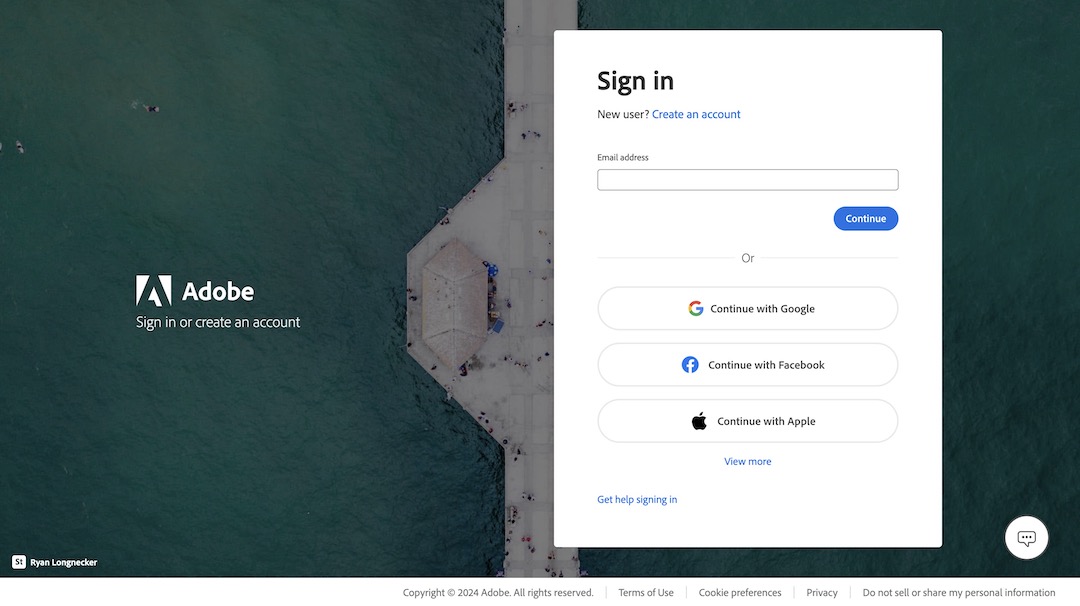 Adobe
Sign in or create an account
St Ryan Longnecker
Sign in
New user? Create an account
Email address
Continue
Or
Continue with Google
Continue with Facebook
Continue with Apple
View more
Get help signing in
Copyright © 2024 Adobe. All rights reserved. Terms of Use Cookie preferences Privacy Do not sell or share my personal information